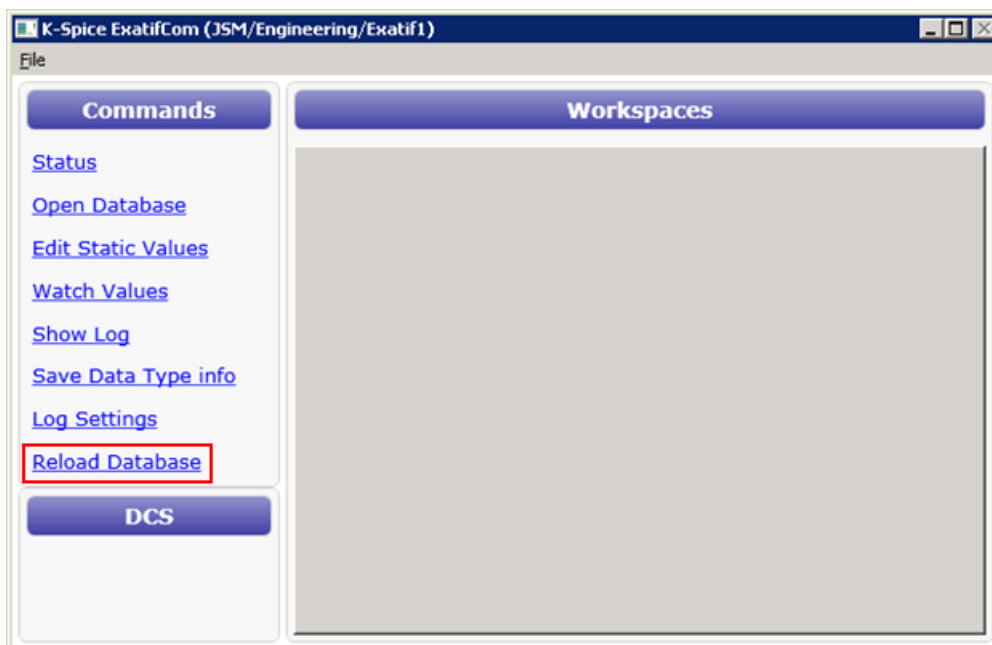 K-Spice ExatifCom (JSM/Engineering/Exatif1)
File
Commands
Status
Open Database
Edit Static Values
Watch Values
Show Log
Save Data Type info
Log Settings
Reload Database
DCS
Workspaces